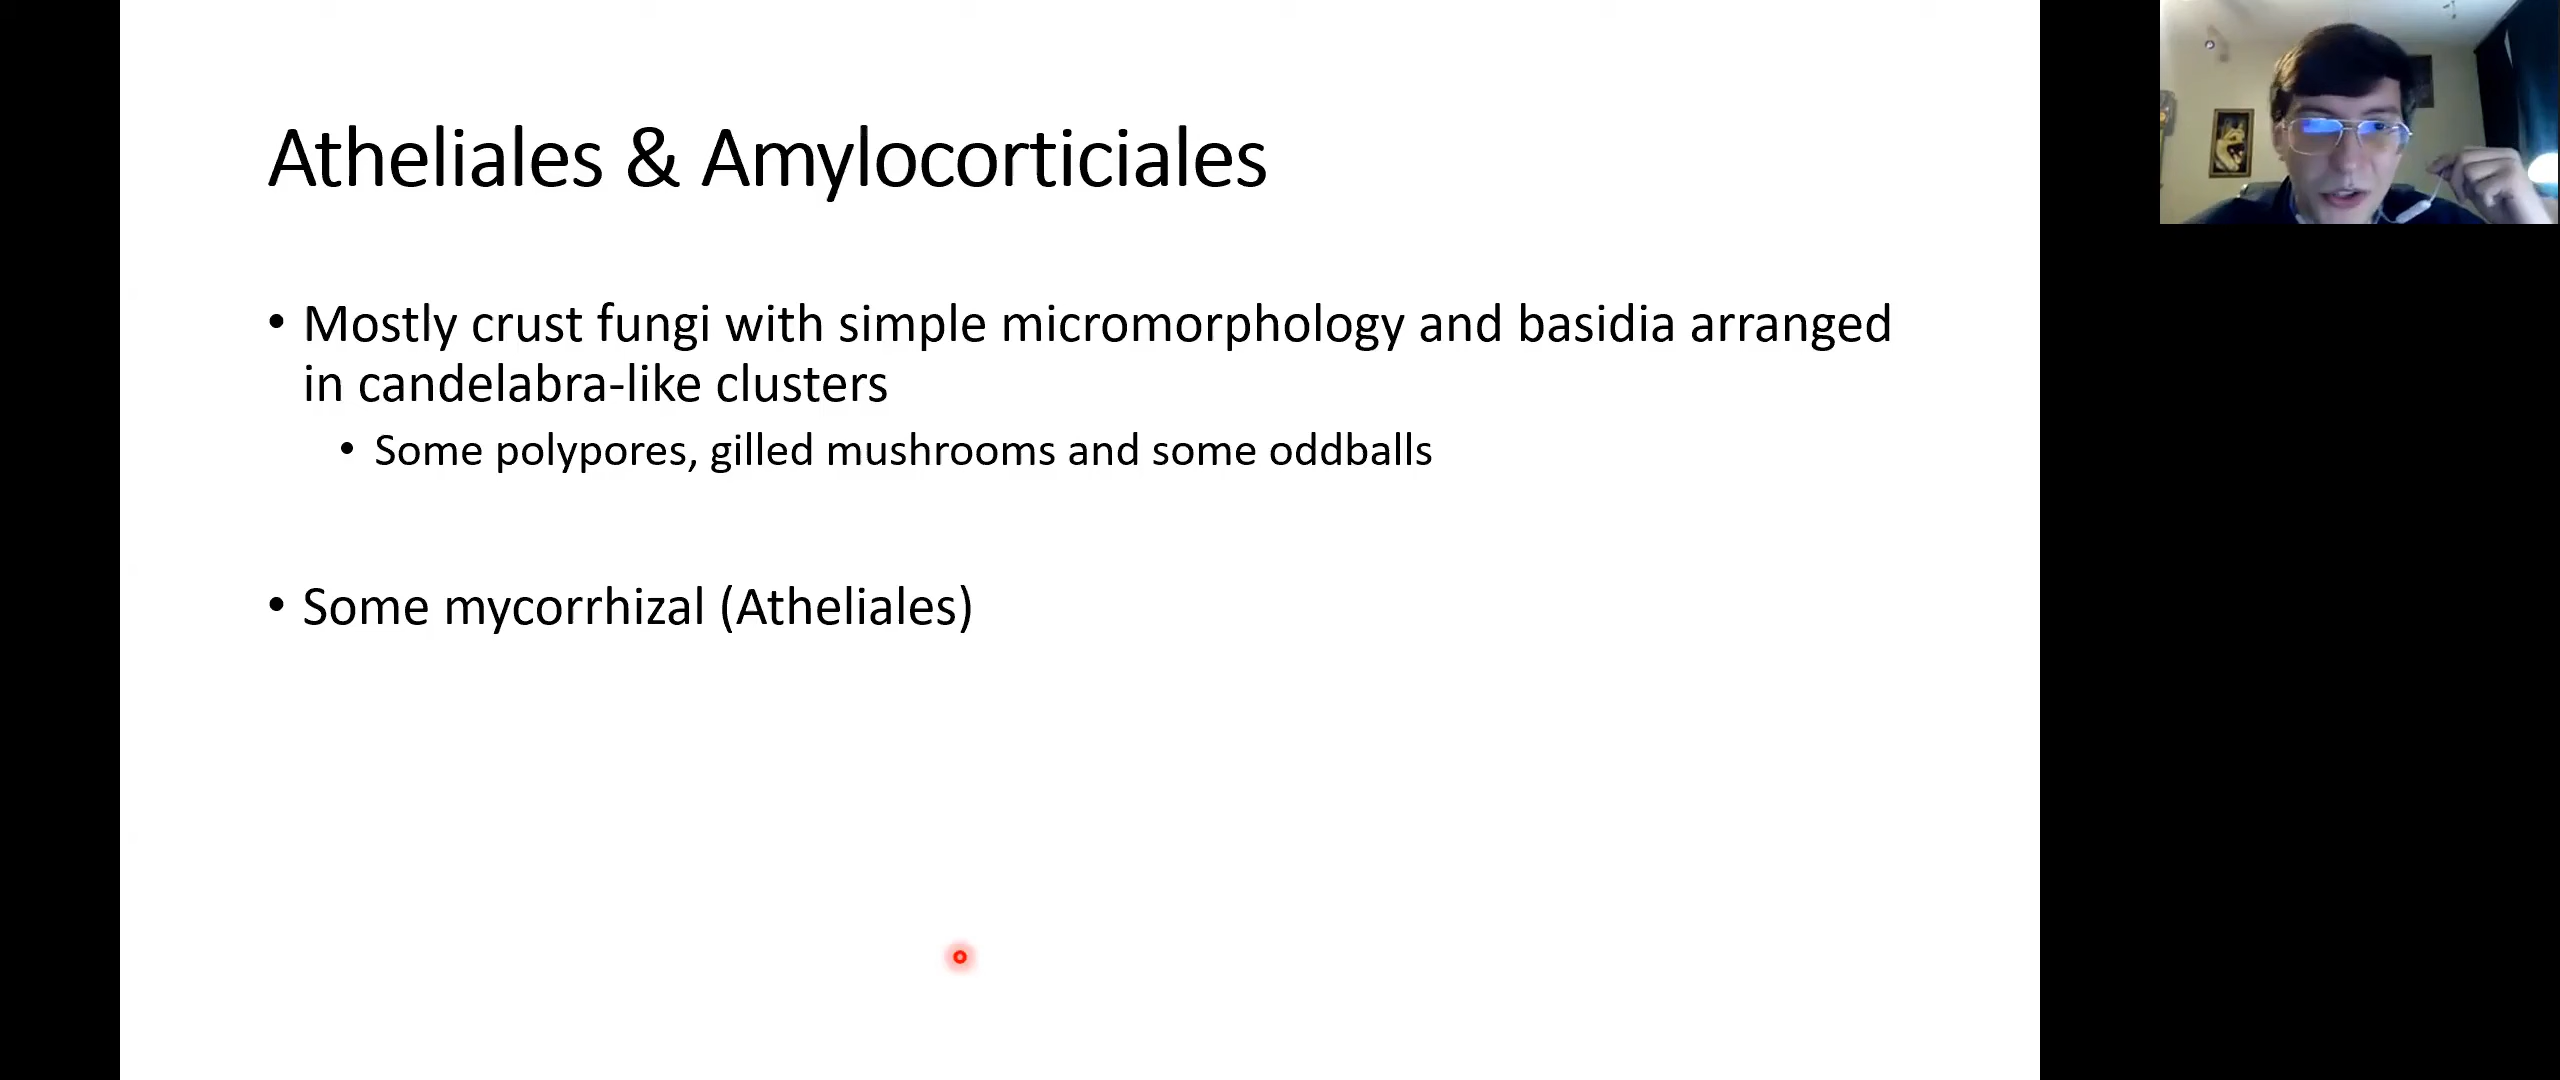 Atheliales & Amylocorticiales
• Mostly crust fungi with simple micromorphology and basidia arranged
in candelabra-like clusters
• Some polypores, gilled mushrooms and some oddballs
• Some mycorrhizal (Atheliales)